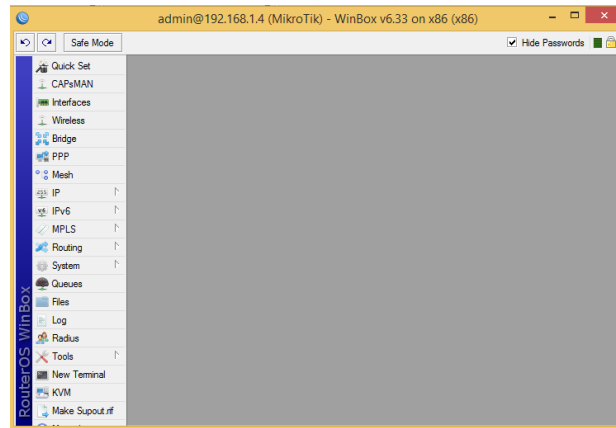 admin@192.168.1.4 (MikroTik) - WinBox v6.33 on x86 (x86)
Safe Mode
Hide Passwords
Quick Set
CAPsMAN
Interfaces
Wireless
Bridge
PPP
Mesh
IP
IPv6
MPLS
Routing
System
Queues
Files
Log
Radius
Tools
New Terminal
KVM
Make Supout.rif
RouterOS WinBox